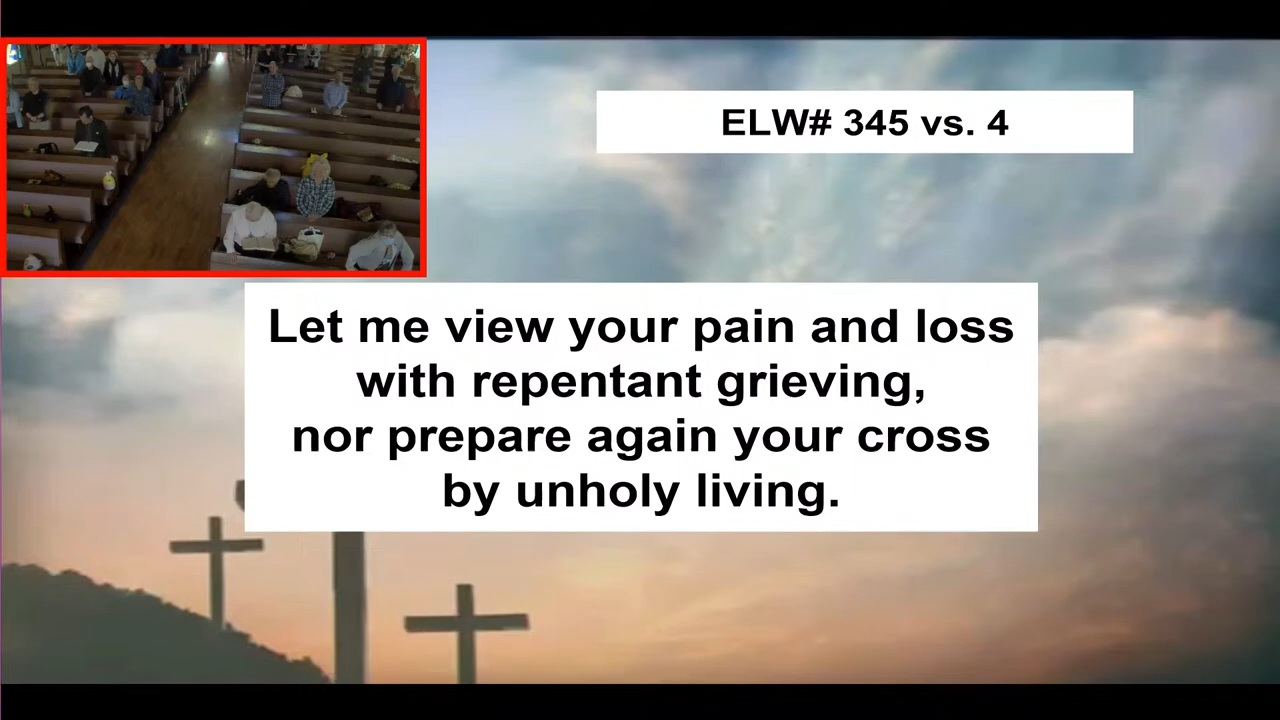 ELW# 345 vs. 4
Let me view your pain and loss
with repentant grieving,
nor prepare again your cross
by unholy living.